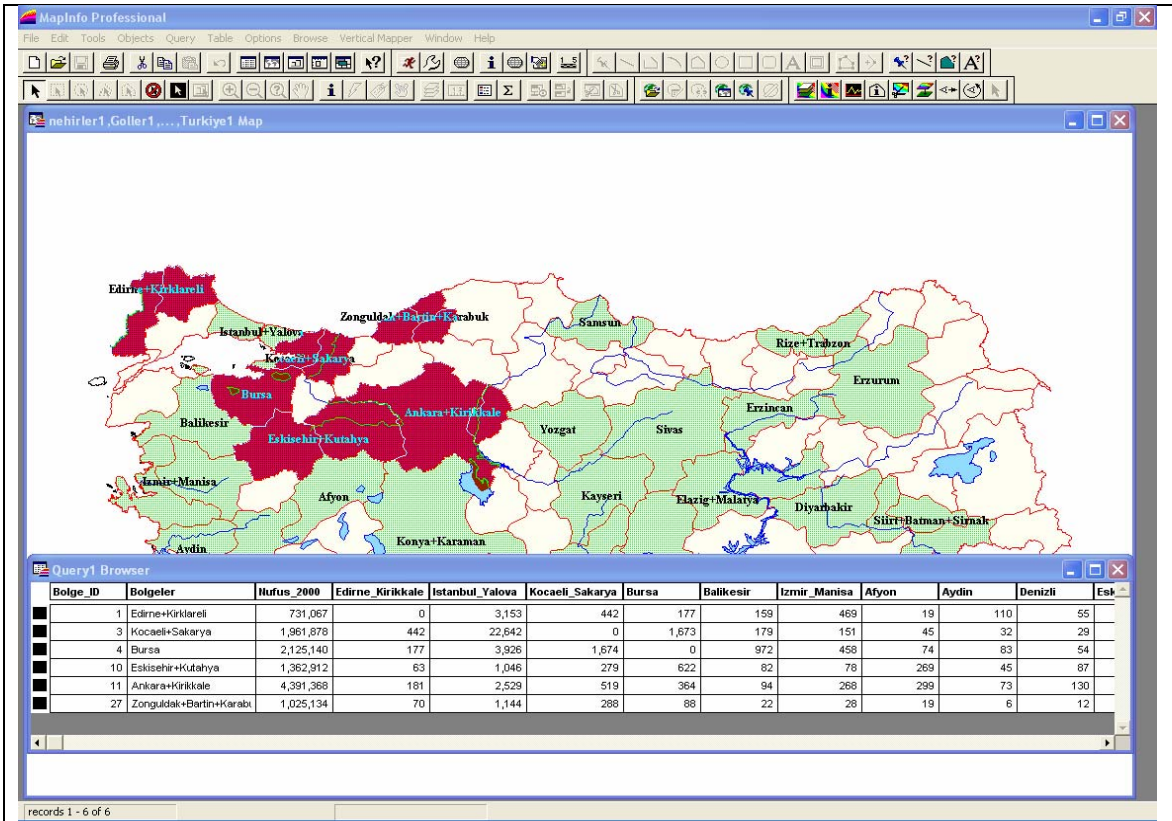 MapInfo Professional
File Edit Tools Objects Query Table Options Browse Vertical Mapper Window Help
nehirler1,Goller1,...,Turkiye1 Map
Edirne+Kirklareli
Zonguldak+Bartin+Karabuk
Istanbul+Yalova
Samsun
Kocaeli+Sakarya
Rize+Trabzon
Erzurum
Bursa
Ankara+Kirikkale
Erzincan
Balikesir
Yozgat
Sivas
Eskisehir+Kutahya
Izmir+Manisa
Afyon
Kayseri
Elazig+Malatya
Diyarbakir
Siirt+Batman+Sirnak
Konya+Karaman
Aydin
Query1 Browser
Bolge_ID Bolgeler Nufus_2000 Edirne_Kirikkale Istanbul_Yalova Kocaeli_Sakarya Bursa Balikesir Izmir_Manisa Afyon Aydin Denizli Esk
1 Edirne+Kirklareli 731,067 0 3,153 442 177 159 469 19 110 55
3 Kocaeli+Sakarya 1,961,878 442 22,642 0 1,673 179 151 45 32 29
4 Bursa 2,125,140 177 3,926 1,674 0 972 458 74 83 54
10 Eskisehir+Kutahya 1,362,912 63 1,046 279 622 82 78 269 45 87
11 Ankara+Kirikkale 4,391,368 181 2,529 519 364 94 268 299 73 130
27 Zonguldak+Bartin+Karabu 1,025,134 70 1,144 288 88 22 28 19 6 12
records 1 - 6 of 6